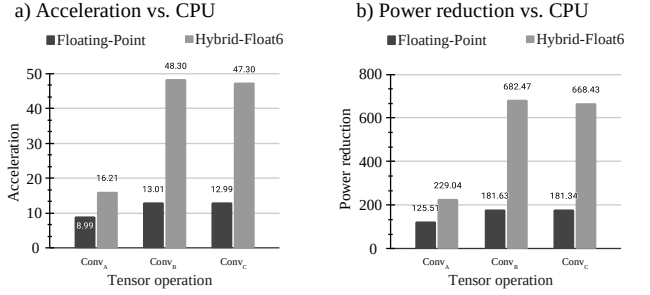 a) Acceleration vs. CPU
Floating-Point Hybrid-Float6
Acceleration
50
40
30
20
10
0
8.99
16.21
13.01
48.30
12.99
47.30
ConvA ConvB ConvC
Tensor operation
b) Power reduction vs. CPU
Floating-Point Hybrid-Float6
Power reduction
800
600
400
200
0
125.51
229.04
181.63
682.47
181.34
668.43
ConvA ConvB ConvC
Tensor operation